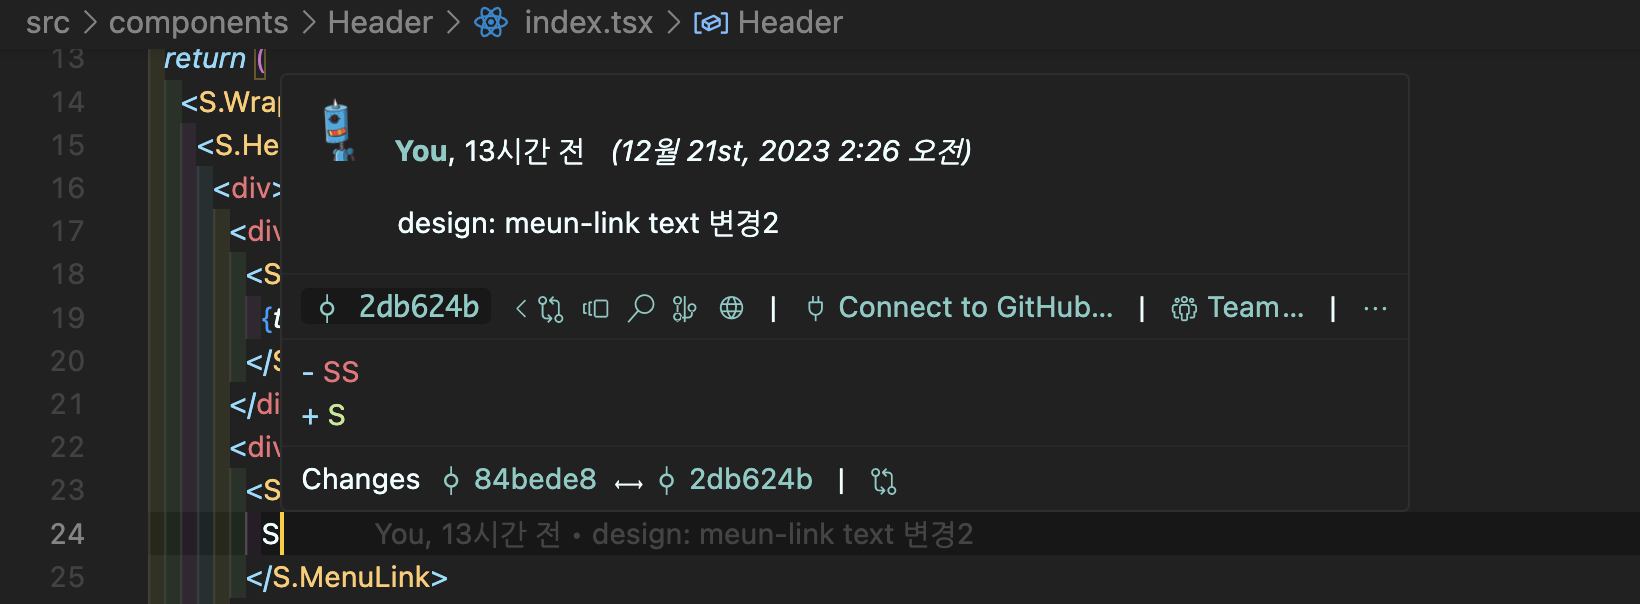 src > components > Header > index.tsx > Header
13 return (
14 <S.Wrap
15 <S.He
16 <div>
17 <div
18 <S
19 {t
20 </S
21 </di
22 <div
23 <S
24 S You, 13시간 전 • design: meun-link text 변경2
25 </S.MenuLink>
You, 13시간 전 (12월 21st, 2023 2:26 오전)
design: meun-link text 변경2
2db624b | Connect to GitHub... | Team... | ...
- SS
+ S
Changes 84bede8 ↔ 2db624b |